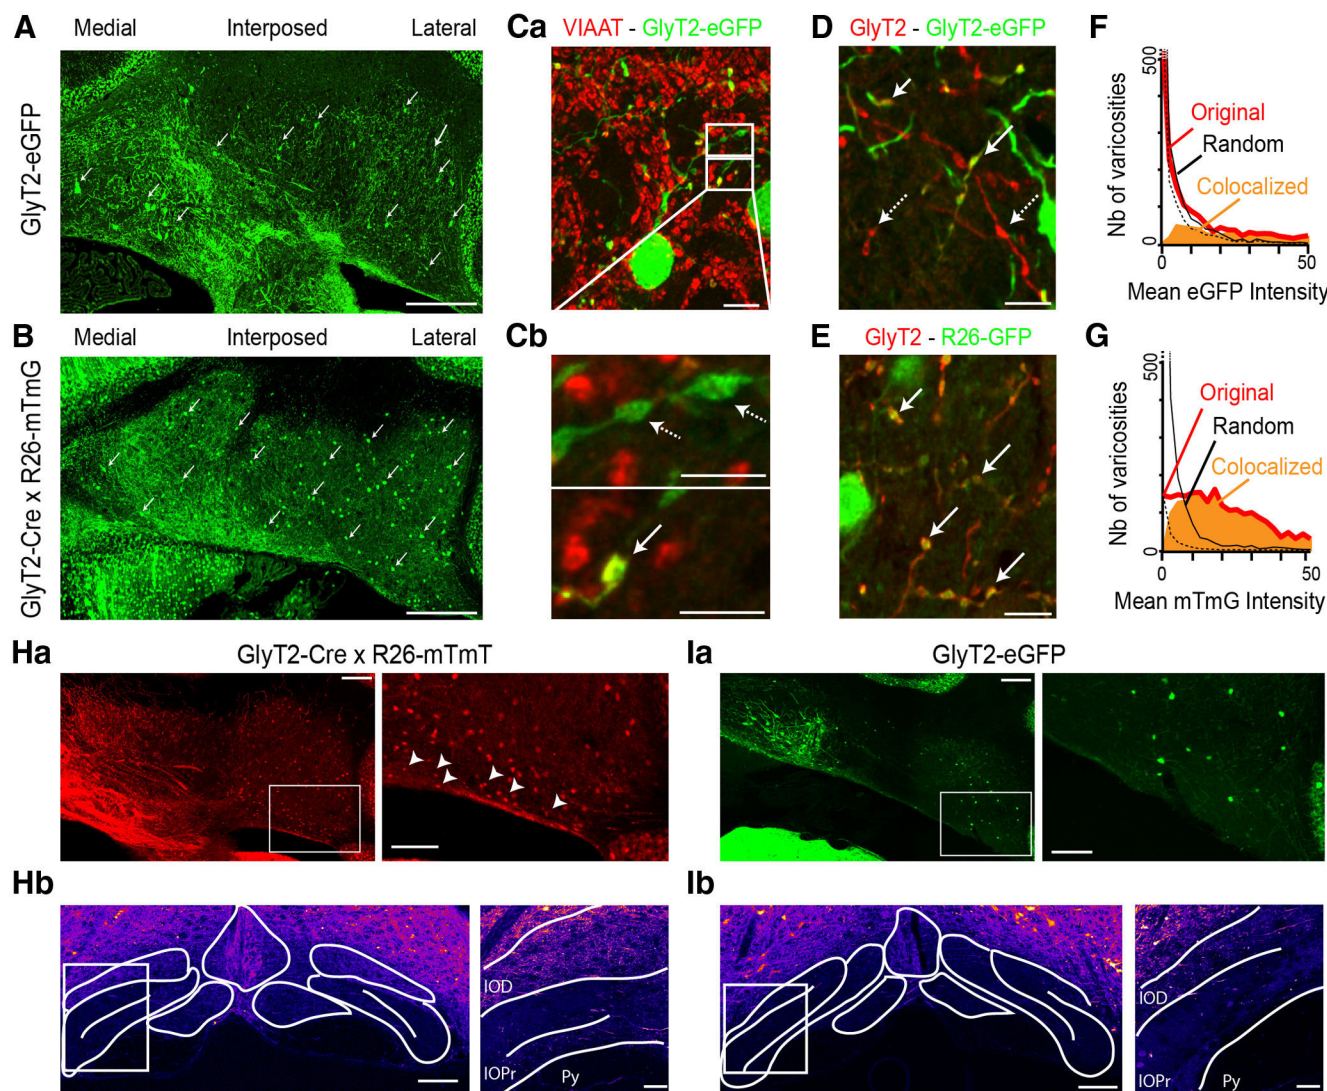 A
Medial Interposed Lateral
GlyT2-eGFP
B
Medial Interposed Lateral
GlyT2-Cre x R26-mTmG
Ca
VIAAT - GlyT2-eGFP
Cb
D
GlyT2 - GlyT2-eGFP
E
GlyT2 - R26-GFP
F
500
Nb of varicosities
Original
Random
Colocalized
0
0 50
Mean eGFP Intensity
G
500
Nb of varicosities
Original
Random
Colocalized
0
0 50
Mean mTmG Intensity
Ha
GlyT2-Cre x R26-mTmT
Ia
GlyT2-eGFP
Hb
IOD
IOPr
Py
Ib
IOD
IOPr
Py